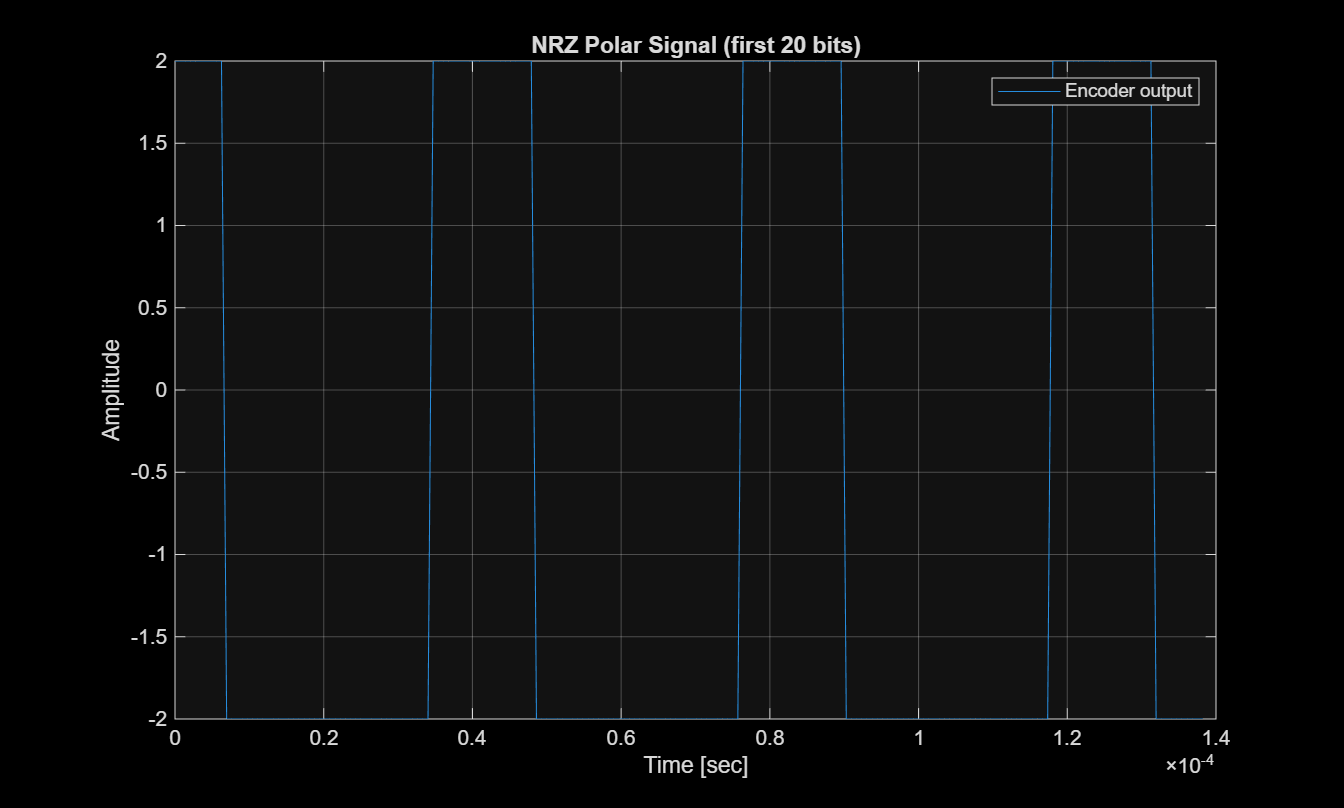 NRZ Polar Signal (first 20 bits)
Encoder output
2
1.5
1
0.5
0
-0.5
-1
-1.5
-2
Amplitude
0 0.2 0.4 0.6 0.8 1 1.2 1.4
Time [sec]
×10⁻⁴